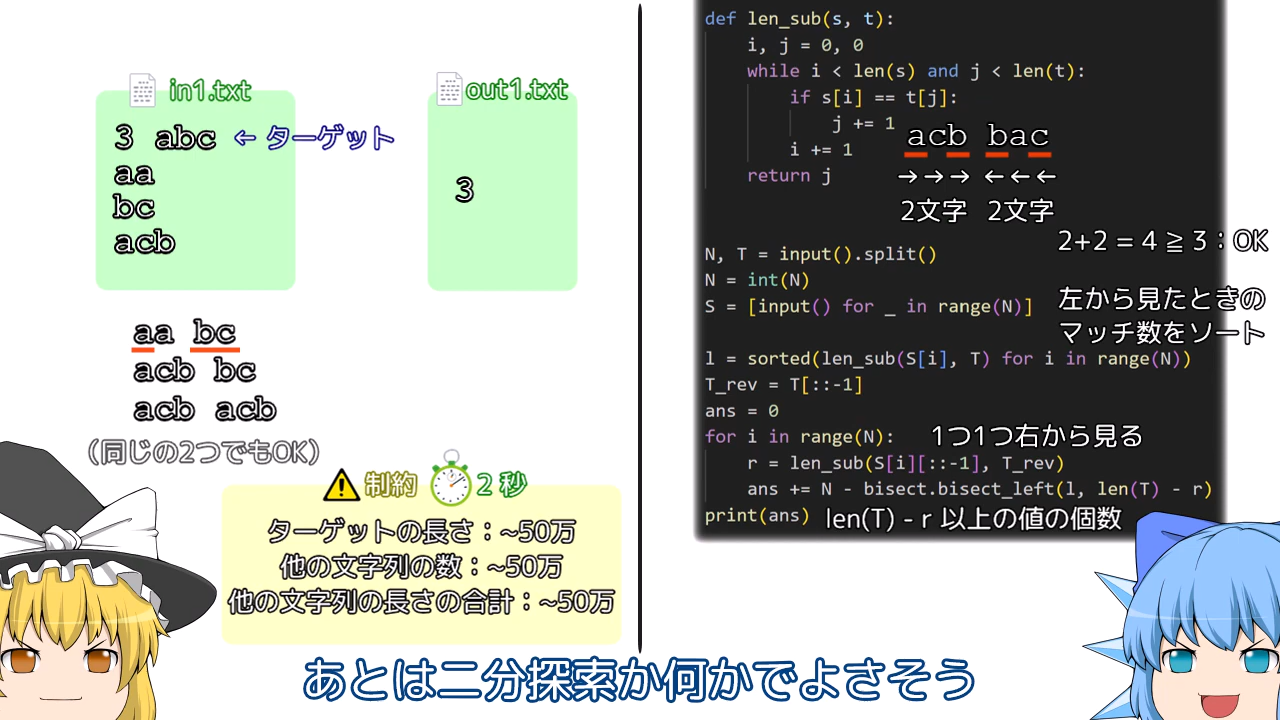 in1.txt
3 abc ← ターゲット
aa
bc
acb
out1.txt
3
aa bc
acb bc
acb acb
(同じの2つでもOK)
制約 2 秒
ターゲットの長さ：~50万
他の文字列の数：~50万
他の文字列の長さの合計：~50万
def len_sub(s, t):
i, j = 0, 0
while i < len(s) and j < len(t):
if s[i] == t[j]:
j += 1
i += 1
return j
acb bac
→→→ ←←←
2文字 2文字
2+2 = 4 ≧ 3：OK
N, T = input().split()
N = int(N)
S = [input() for _ in range(N)]
左から見たときの
マッチ数をソート
l = sorted(len_sub(S[i], T) for i in range(N))
T_rev = T[::-1]
ans = 0
for i in range(N): 1つ1つ右から見る
r = len_sub(S[i][::-1], T_rev)
ans += N - bisect.bisect_left(l, len(T) - r)
print(ans) len(T) - r 以上の値の個数
あとは二分探索か何かでよさそう